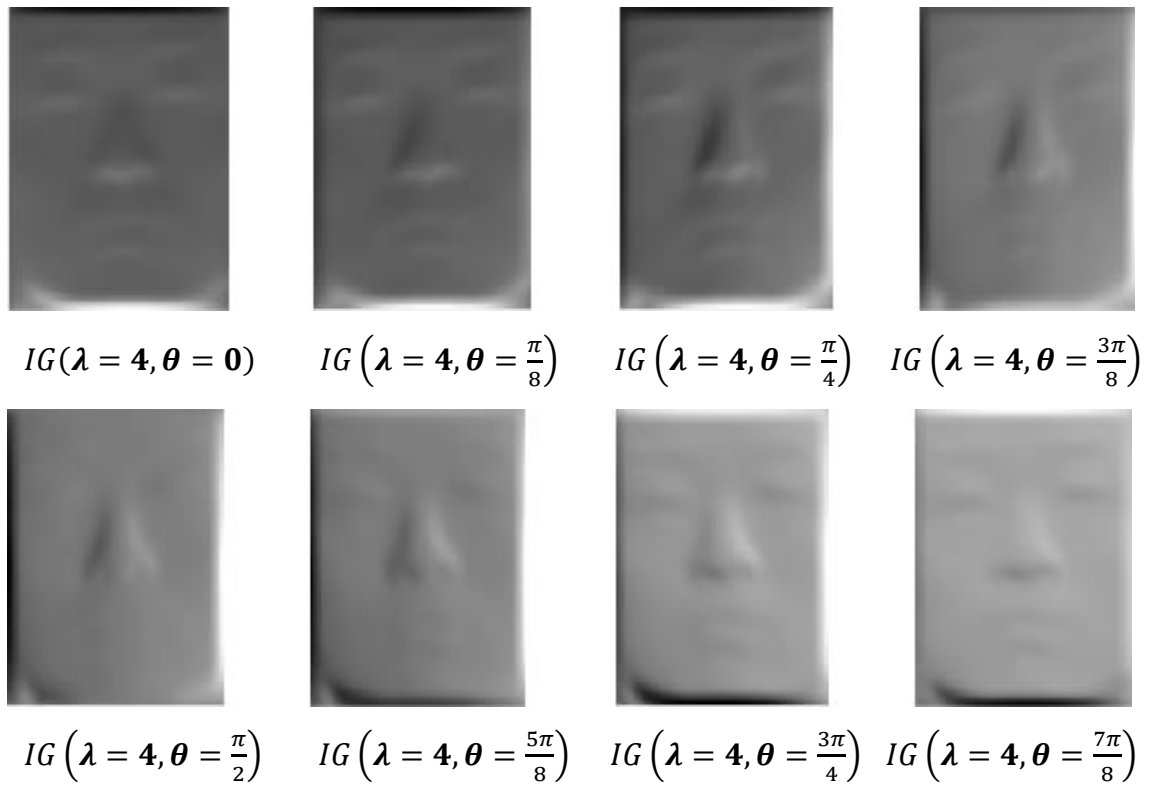 IG(λ = 4, θ = 0) IG(λ = 4, θ = π/8) IG(λ = 4, θ = π/4) IG(λ = 4, θ = 3π/8)
IG(λ = 4, θ = π/2) IG(λ = 4, θ = 5π/8) IG(λ = 4, θ = 3π/4) IG(λ = 4, θ = 7π/8)